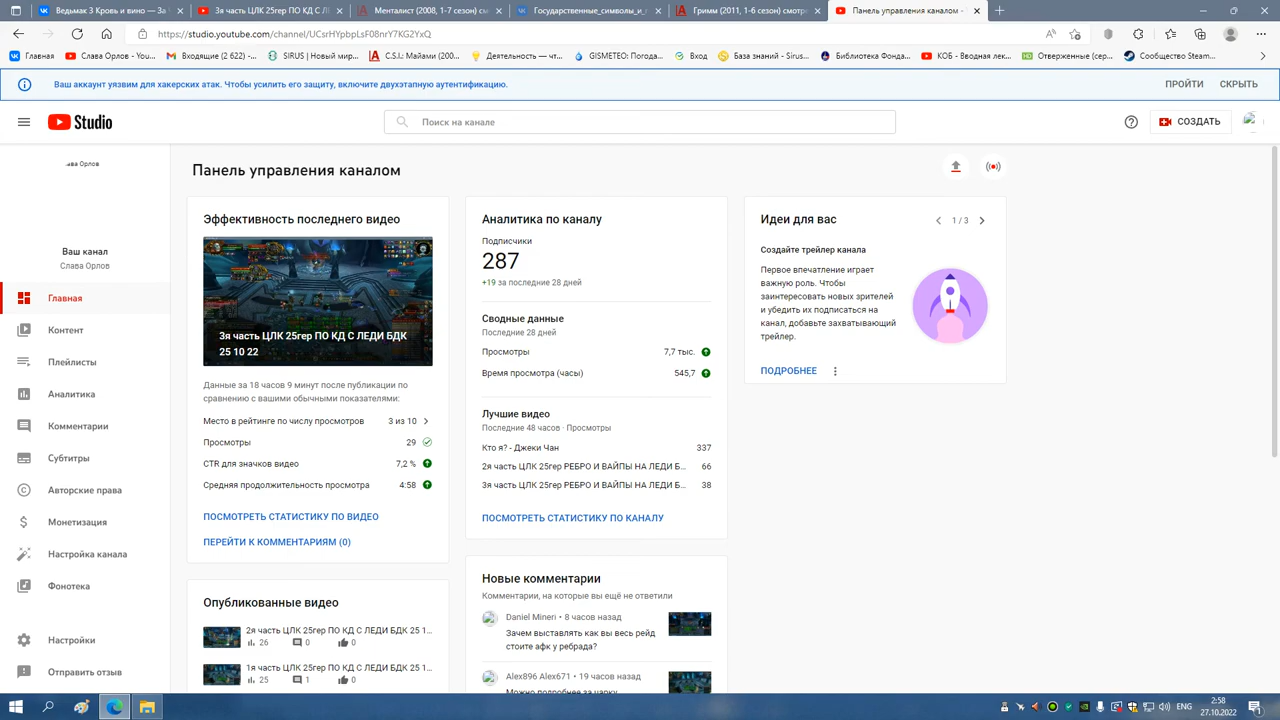 Ведьмак 3 Кровь и вино — За
3я часть ЦЛК 25гер ПО КД С Л
Менталист (2008, 1-7 сезон) см
Государственные_символы_и_г
Гримм (2011, 1-6 сезон) смотре
Панель управления каналом -
https://studio.youtube.com/channel/UCsrHYpbpLsF08nrY7KG2YxQ
Главная
Слава Орлов - You...
Входящие (2 622) -...
SIRUS | Новый мир...
C.S.I.: Майами (200...
Деятельность — чт...
GISMETEO: Погода...
Вход
База знаний - Sirus...
Библиотека Фонда...
КОБ - Вводная лек...
Отверженные (сер...
Сообщество Steam...
Ваш аккаунт уязвим для хакерских атак. Чтобы усилить его защиту, включите двухэтапную аутентификацию.
ПРОЙТИ
СКРЫТЬ
Studio
Поиск на канале
СОЗДАТЬ
ава Орлов
Ваш канал
Слава Орлов
Главная
Контент
Плейлисты
Аналитика
Комментарии
Субтитры
Авторские права
Монетизация
Настройка канала
Фонотека
Настройки
Отправить отзыв
Панель управления каналом
Эффективность последнего видео
3я часть ЦЛК 25гер ПО КД С ЛЕДИ БДК
25 10 22
Данные за 18 часов 9 минут после публикации по
сравнению с вашими обычными показателями:
Место в рейтинге по числу просмотров 3 из 10
Просмотры 29
CTR для значков видео 7,2 %
Средняя продолжительность просмотра 4:58
ПОСМОТРЕТЬ СТАТИСТИКУ ПО ВИДЕО
ПЕРЕЙТИ К КОММЕНТАРИЯМ (0)
Опубликованные видео
2я часть ЦЛК 25гер ПО КД С ЛЕДИ БДК 25 1...
26 0 0
1я часть ЦЛК 25гер ПО КД С ЛЕДИ БДК 25 1...
25 1 0
Аналитика по каналу
Подписчики
287
+19 за последние 28 дней
Сводные данные
Последние 28 дней
Просмотры 7,7 тыс.
Время просмотра (часы) 545,7
Лучшие видео
Последние 48 часов · Просмотры
Кто я? - Джеки Чан 337
2я часть ЦЛК 25гер РЕБРО И ВАЙПЫ НА ЛЕДИ Б... 66
3я часть ЦЛК 25гер РЕБРО И ВАЙПЫ НА ЛЕДИ Б... 38
ПОСМОТРЕТЬ СТАТИСТИКУ ПО КАНАЛУ
Новые комментарии
Комментарии, на которые вы ещё не ответили
Daniel Mineri • 8 часов назад
Зачем выставлять как вы весь рейд
стоите афк у ребрада?
Alex896 Alex671 • 19 часов назад
Можно подробнее за чарку
Идеи для вас
1 / 3
Создайте трейлер канала
Первое впечатление играет
важную роль. Чтобы
заинтересовать новых зрителей
и убедить их подписаться на
канал, добавьте захватывающий
трейлер.
ПОДРОБНЕЕ
ENG
2:58
27.10.2022